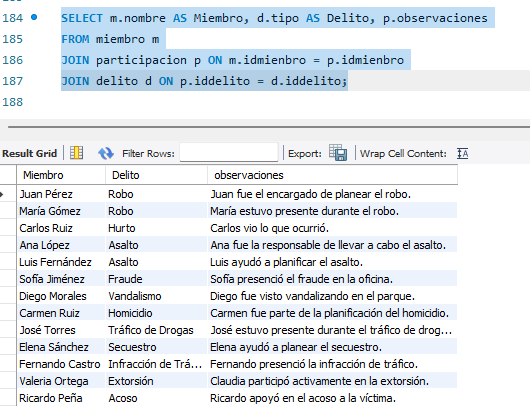 184 SELECT m.nombre AS Miembro, d.tipo AS Delito, p.observaciones
185 FROM miembro m
186 JOIN participacion p ON m.idmienbro = p.idmienbro
187 JOIN delito d ON p.iddelito = d.iddelito;
188
Result Grid Filter Rows: Export: Wrap Cell Content:
Miembro Delito observaciones
Juan Pérez Robo Juan fue el encargado de planear el robo.
María Gómez Robo María estuvo presente durante el robo.
Carlos Ruiz Hurto Carlos vio lo que ocurrió.
Ana López Asalto Ana fue la responsable de llevar a cabo el asalto.
Luis Fernández Asalto Luis ayudó a planificar el asalto.
Sofía Jiménez Fraude Sofía presenció el fraude en la oficina.
Diego Morales Vandalismo Diego fue visto vandalizando en el parque.
Carmen Ruiz Homicidio Carmen fue parte de la planificación del homicidio.
José Torres Tráfico de Drogas José estuvo presente durante el tráfico de drog...
Elena Sánchez Secuestro Elena ayudó a planear el secuestro.
Fernando Castro Infracción de Trá... Fernando presenció la infracción de tráfico.
Valeria Ortega Extorsión Claudia participó activamente en la extorsión.
Ricardo Peña Acoso Ricardo apoyó en el acoso a la víctima.